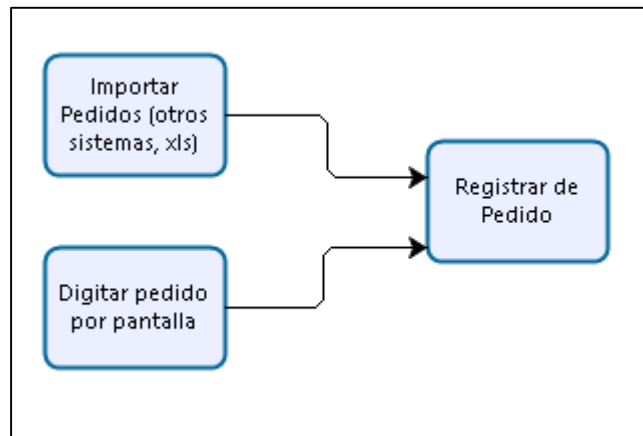 Importar
Pedidos (otros
sistemas, xls)
Registrar de
Pedido
Digitar pedido
por pantalla